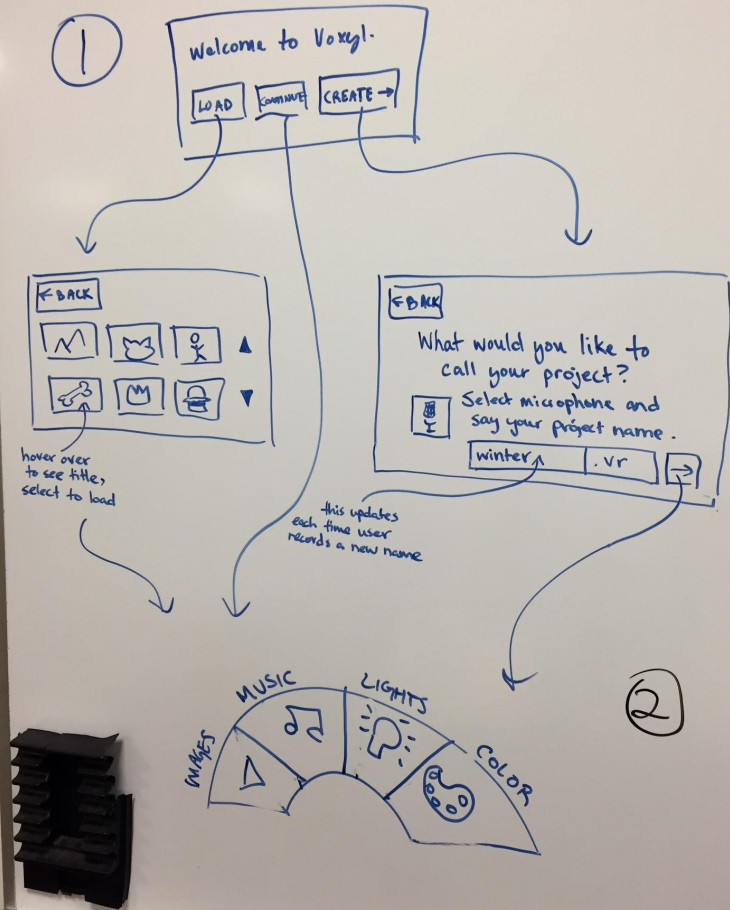 1
Welcome to Voxyl.
LOAD
CONTINUE
CREATE →
← BACK
hover over
to see title,
select to load
← BACK
What would you like to
call your project?
Select microphone and
say your project name.
winter
.vr
→
this updates
each time user
records a new name
2
IMAGES
MUSIC
LIGHTS
COLOR